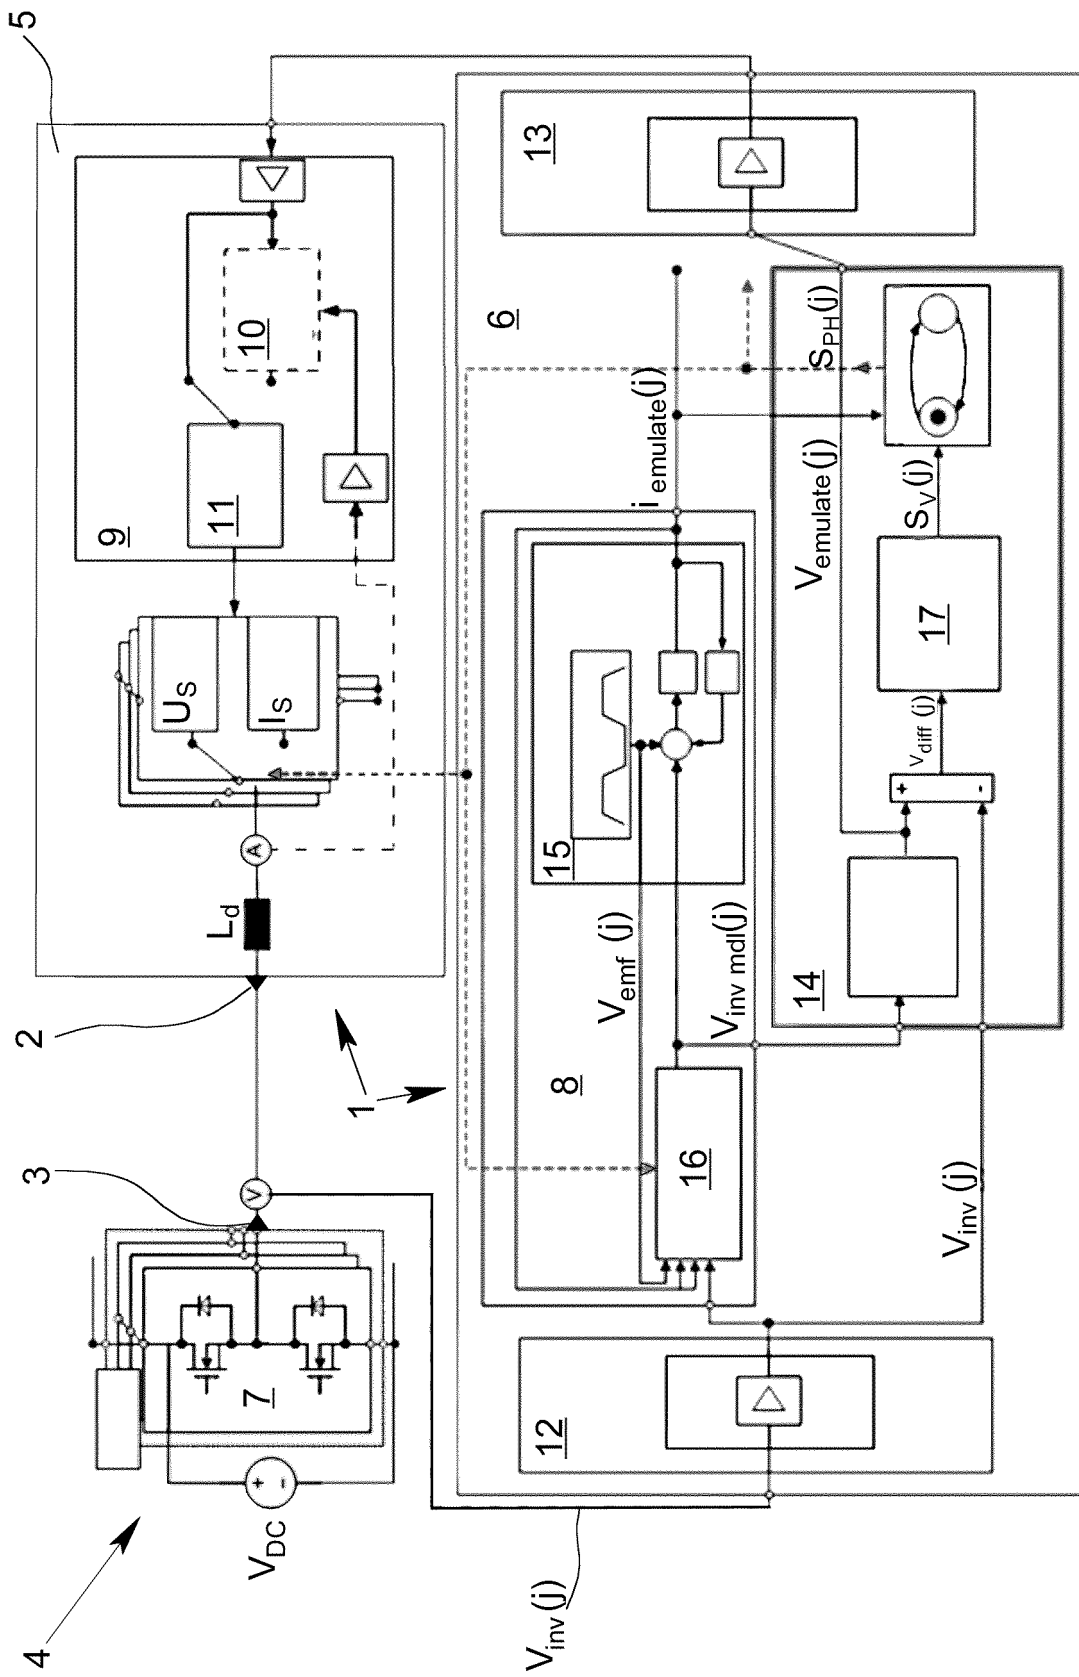 4
V_DC
+
-
7
3
V
2
1
L_d
A
U_S
I_S
9
11
10
5
V_inv(j)
12
8
16
V_emf (j)
V_inv mdl(j)
15
i_emulate(j)
6
13
V_inv (j)
14
+
-
V_diff (j)
17
S_V(j)
V_emulate(j)
S_PH(j)